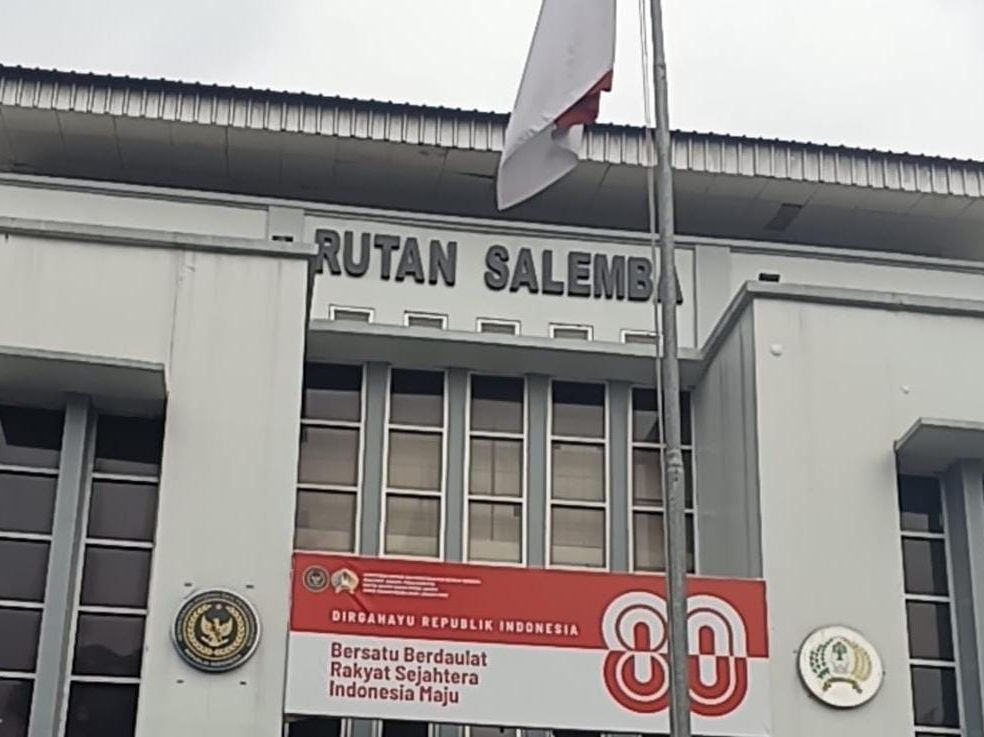 RUTAN SALEMBA
DIRGAHAYU REPUBLIK INDONESIA
80
Bersatu Berdaulat
Rakyat Sejahtera
Indonesia Maju